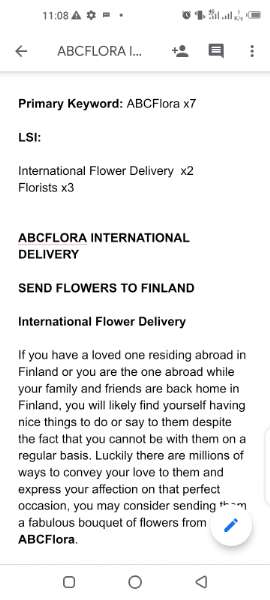 11:08
ABCFLORA I...
Primary Keyword: ABCFlora x7
LSI:
International Flower Delivery x2
Florists x3
ABCFLORA INTERNATIONAL
DELIVERY
SEND FLOWERS TO FINLAND
International Flower Delivery
If you have a loved one residing abroad in
Finland or you are the one abroad while
your family and friends are back home in
Finland, you will likely find yourself having
nice things to do or say to them despite
the fact that you cannot be with them on a
regular basis. Luckily there are millions of
ways to convey your love to them and
express your affection on that perfect
occasion, you may consider sending them
a fabulous bouquet of flowers from
ABCFlora.